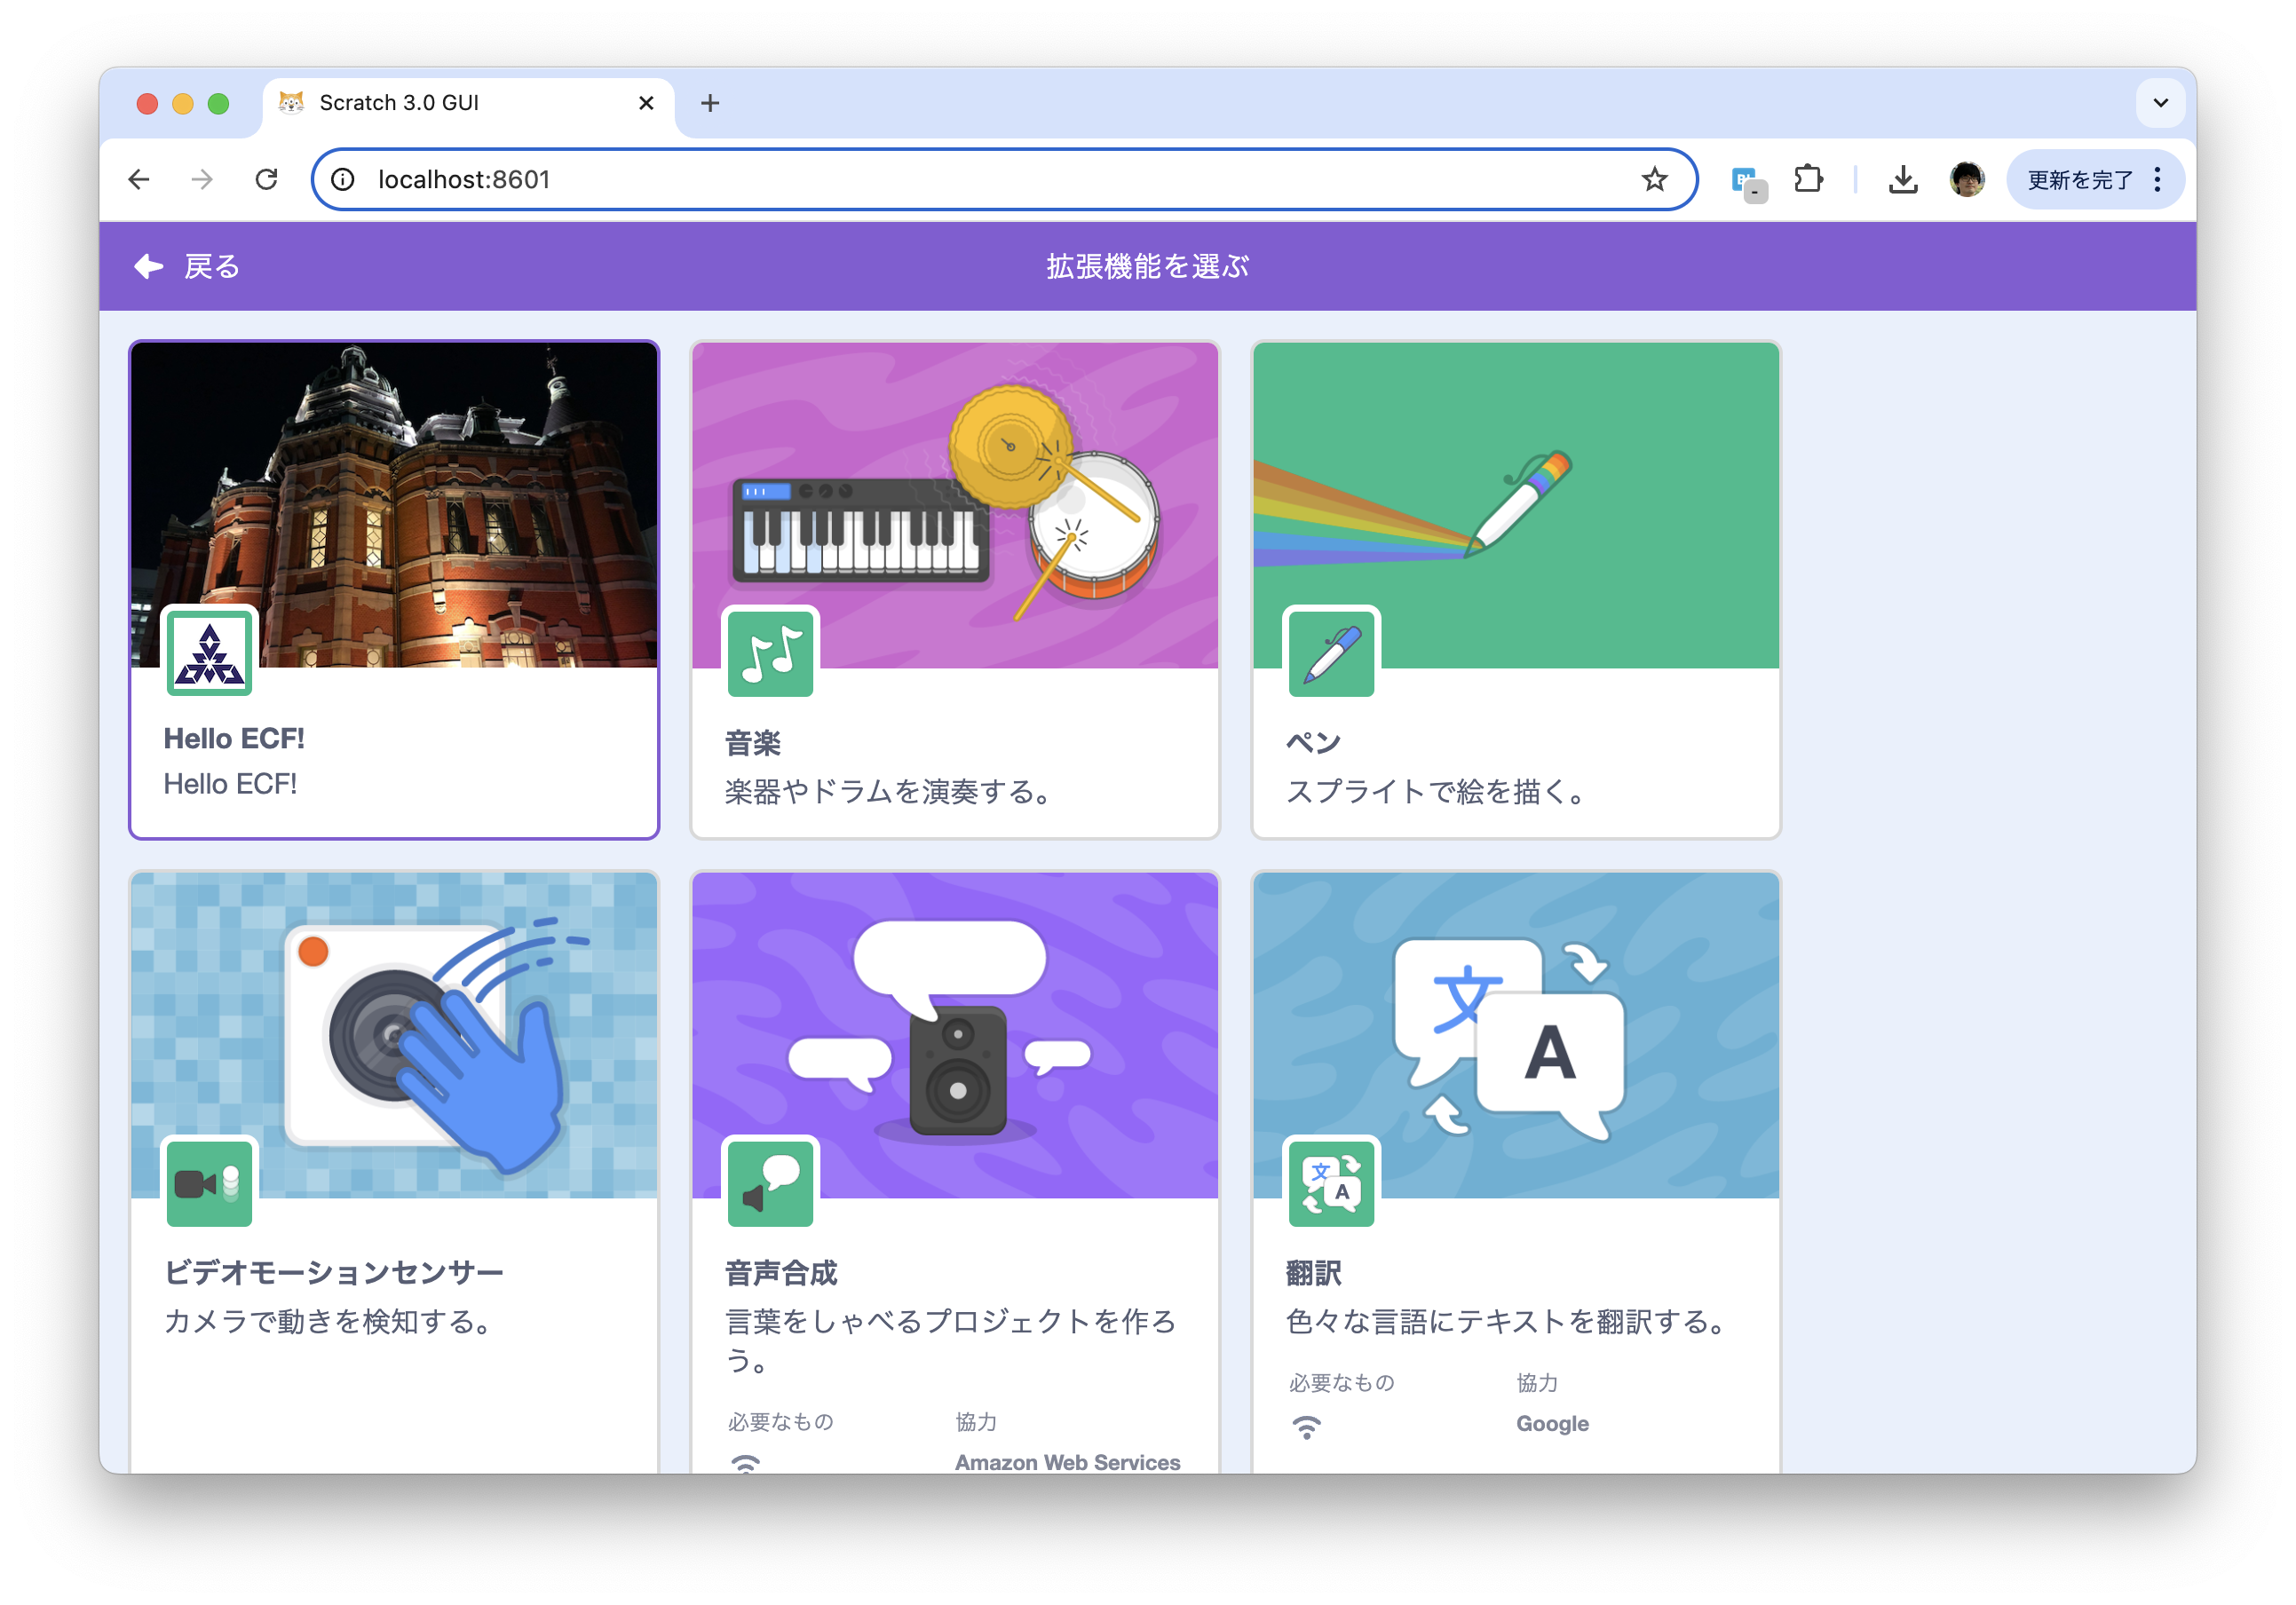 Scratch 3.0 GUI
localhost:8601
更新を完了
戻る
拡張機能を選ぶ
Hello ECF!
Hello ECF!
音楽
楽器やドラムを演奏する。
ペン
スプライトで絵を描く。
文
A
文
A
ビデオモーションセンサー
カメラで動きを検知する。
音声合成
言葉をしゃべるプロジェクトを作ろ
う。
必要なもの
協力
Amazon Web Services
翻訳
色々な言語にテキストを翻訳する。
必要なもの
協力
Google